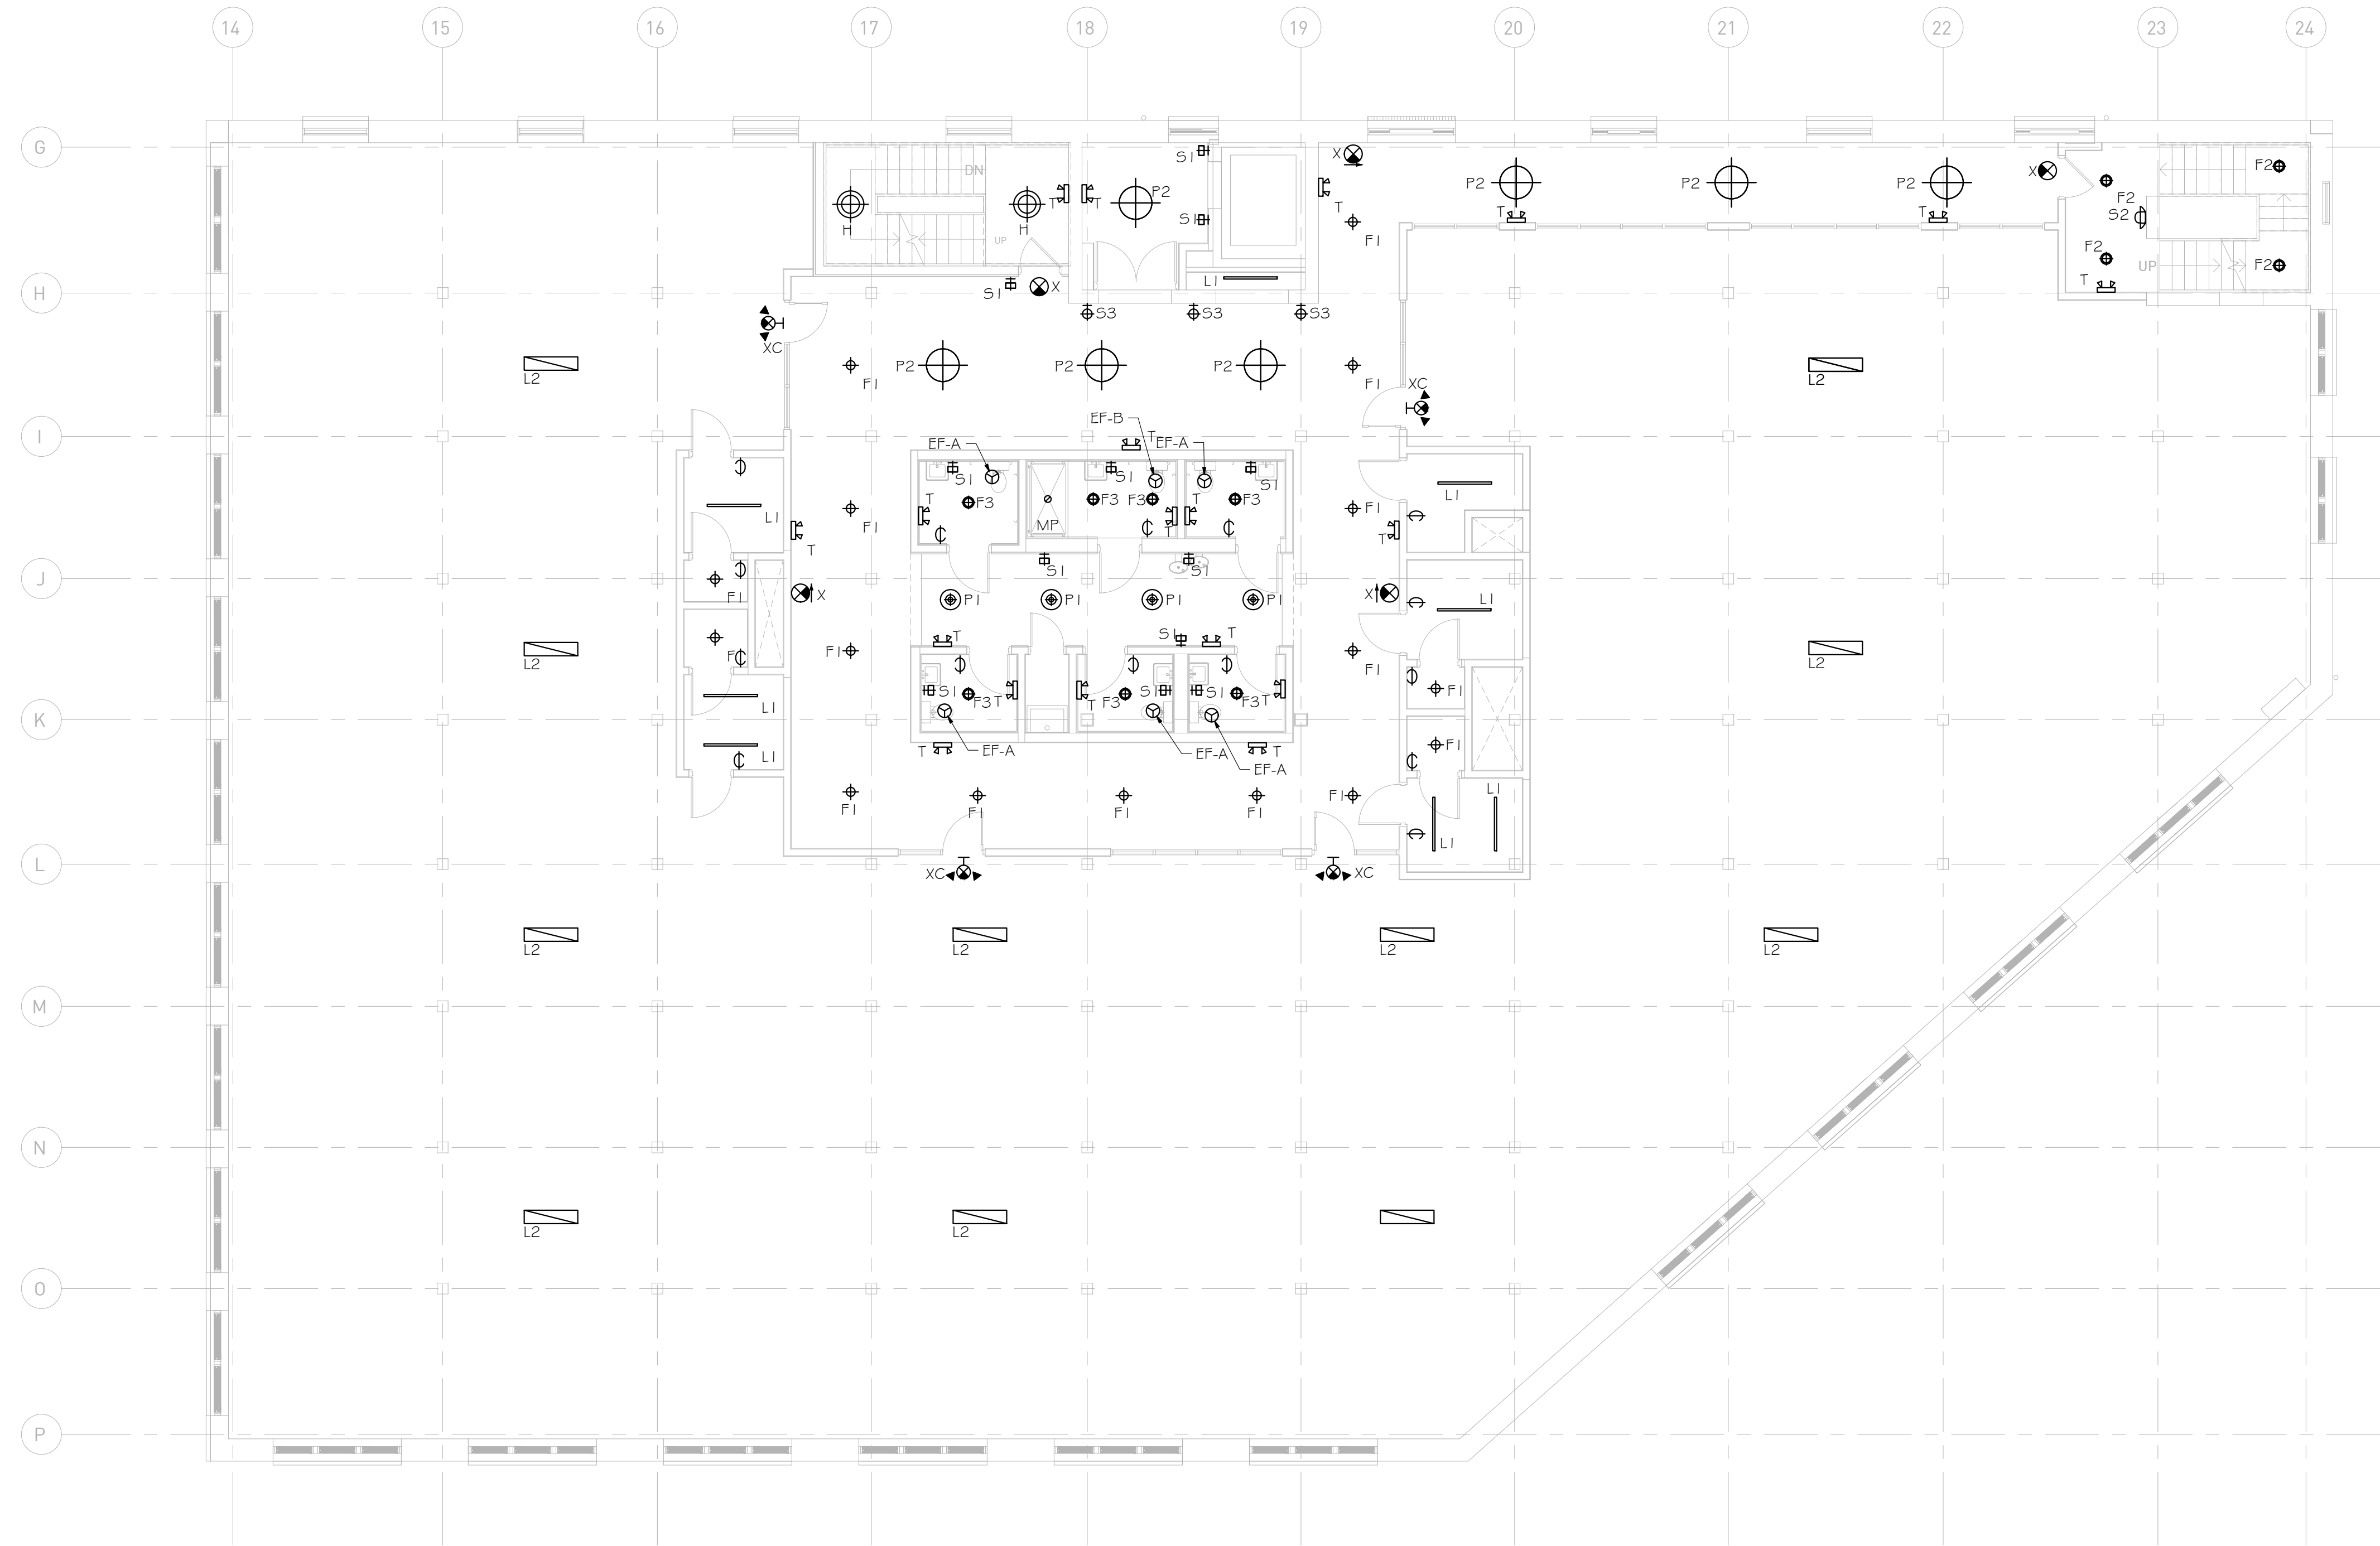 14 15 16 17 18 19 20 21 22 23 24
G
S1 X X F2
DN P2 P2 P2 P2 F2
T T S1 T T T S2
H H F1
UP F2 UP F2
H
S1 X L1 T
S3 S3 S3
XC
L2 P2 P2 P2 L2
F1 F1 XC
EF-B
I
EF-A T EF-A
S1 S1 S1
T F3 F3 F3 T F3
L1 L1
MP T
F1 F1
T T
S1 S1
J
F1 X P1 P1 P1 P1 X L1
T S1 T
F1 F1 F1
L2 L2
S1 S1 S1 F1
F3 T T F3 F3 T
L1
K
T EF-A EF-A T F1
L1 EF-A
L1
F1 F1 F1 F1 F1
L1
L
XC XC
L2 L2 L2 L2
M
N
L2 L2
O
P